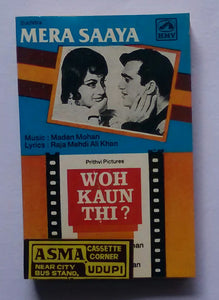 MERA SAAYA
HMV
Music : Madan Mohan
Lyrics : Raja Mehdi Ali Khan
Prithvi Pictures
WOH
KAUN
THI?
ASMA
CASSETTE
CORNER
NEAR CITY
BUS STAND,
UDUPI